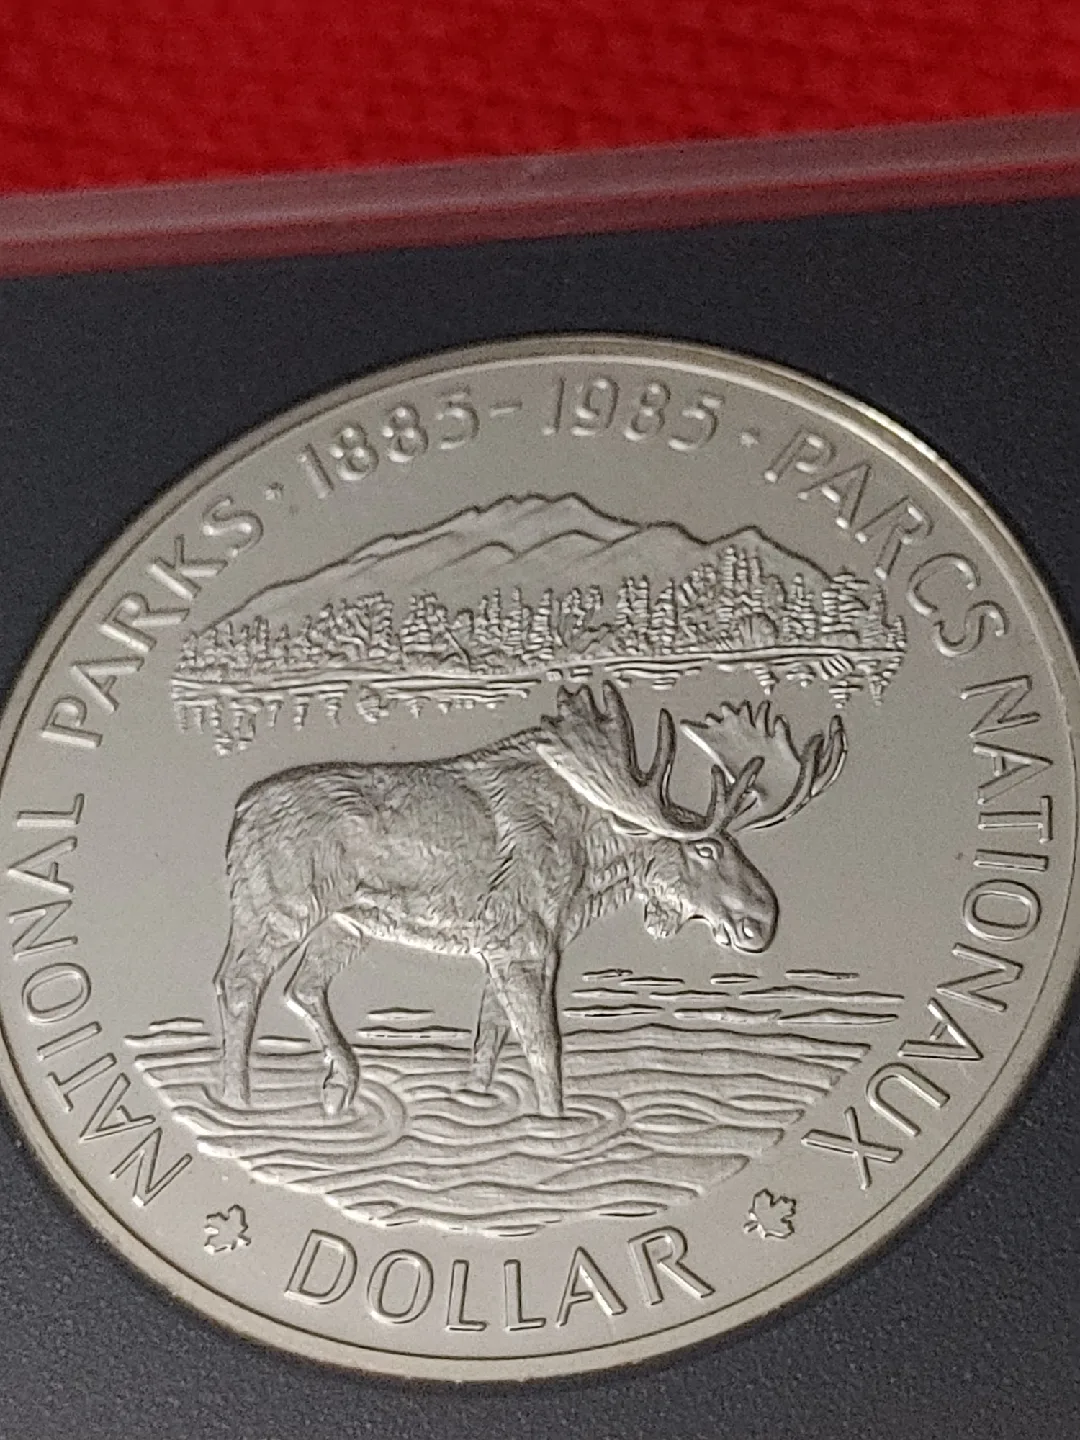 NATIONAL PARKS · 1885-1985 · PARCS NATIONAUX
DOLLAR